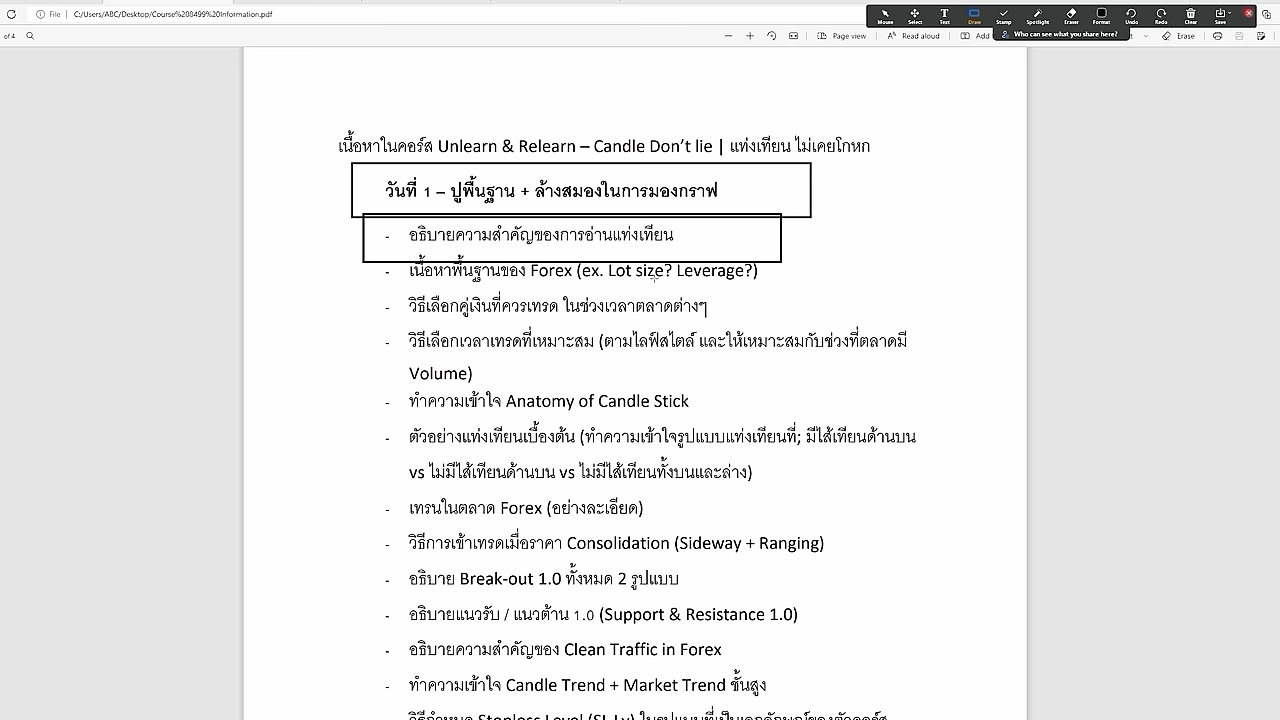 File | C:/Users/ABC/Desktop/Course%208499%20Information.pdf
Mouse Select Text Draw Stamp Spotlight Eraser Format Undo Redo Clear Save
Who can see what you share here?
of 4 Page view Read aloud Add Erase
เนื้อหาในคอร์ส Unlearn & Relearn – Candle Don't lie | แท่งเทียน ไม่เคยโกหก
วันที่ 1 – ปูพื้นฐาน + ล้างสมองในการมองกราฟ
- อธิบายความสำคัญของการอ่านแท่งเทียน
- เนื้อหาพื้นฐานของ Forex (ex. Lot size? Leverage?)
- วิธีเลือกคู่เงินที่ควรเทรด ในช่วงเวลาตลาดต่างๆ
- วิธีเลือกเวลาเทรดที่เหมาะสม (ตามไลฟ์สไตล์ และให้เหมาะสมกับช่วงที่ตลาดมี
Volume)
- ทำความเข้าใจ Anatomy of Candle Stick
- ตัวอย่างแท่งเทียนเบื้องต้น (ทำความเข้าใจรูปแบบแท่งเทียนที่; มีไส้เทียนด้านบน
vs ไม่มีไส้เทียนด้านบน vs ไม่มีไส้เทียนทั้งบนและล่าง)
- เทรนในตลาด Forex (อย่างละเอียด)
- วิธีการเข้าเทรดเมื่อราคา Consolidation (Sideway + Ranging)
- อธิบาย Break-out 1.0 ทั้งหมด 2 รูปแบบ
- อธิบายแนวรับ / แนวต้าน 1.0 (Support & Resistance 1.0)
- อธิบายความสำคัญของ Clean Traffic in Forex
- ทำความเข้าใจ Candle Trend + Market Trend ขั้นสูง